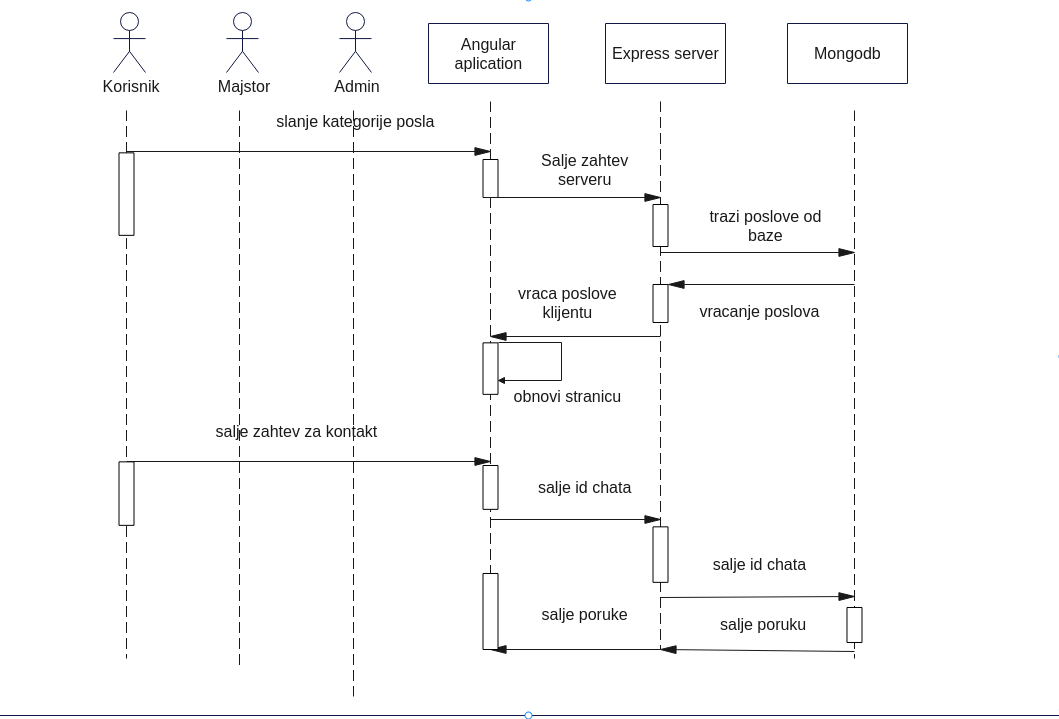 Korisnik
Majstor
Admin
Angular
aplication
Express server
Mongodb
slanje kategorije posla
Salje zahtev
serveru
trazi poslove od
baze
vraca poslove
klijentu
vracanje poslova
obnovi stranicu
salje zahtev za kontakt
salje id chata
salje id chata
salje poruke
salje poruku